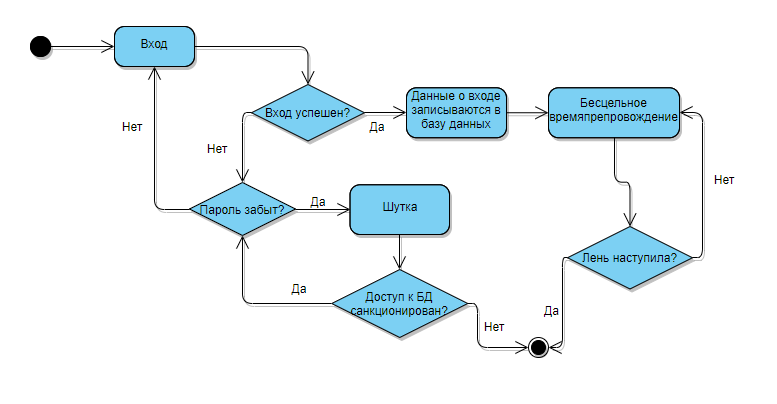 Вход
Вход успешен?
Да
Данные о входе
записываются в
базу данных
Бесцельное
времяпрепровождение
Нет
Нет
Нет
Пароль забыт?
Да
Шутка
Лень наступила?
Да
Доступ к БД
санкционирован?
Нет
Да